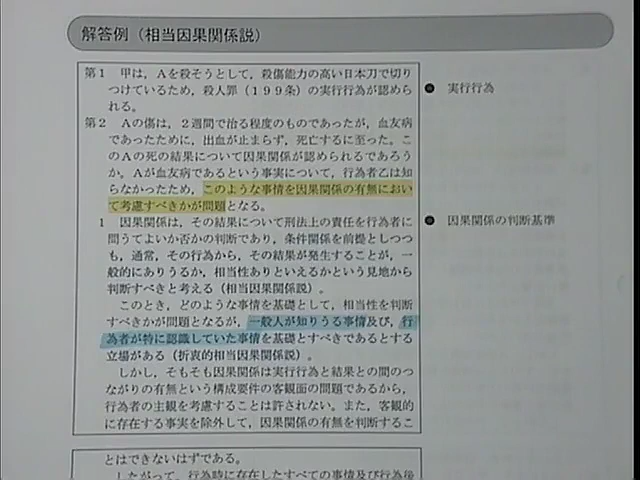 解答例（相当因果関係説）
第１　甲は，Ａを殺そうとして，殺傷能力の高い日本刀で切り
つけているため，殺人罪（１９９条）の実行行為が認めら
れる。
実行行為
第２　Ａの傷は，２週間で治る程度のものであったが，血友病
であったために，出血が止まらず，死亡するに至った。こ
のＡの死の結果について因果関係が認められるであろう
か。Ａが血友病であるという事実について，行為者乙は知
らなかったため，このような事情を因果関係の有無におい
て考慮すべきかが問題となる。
１　因果関係は，その結果について刑法上の責任を行為者に
因果関係の判断基準
問うてよいか否かの判断であり，条件関係を前提としつつ
も，通常，その行為から，その結果が発生することが，一
般的にありうるか，相当性ありといえるかという見地から
判断すべきと考える（相当因果関係説）。
このとき，どのような事情を基礎として，相当性を判断
すべきかが問題となるが，一般人が知りうる事情及び，行
為者が特に認識していた事情を基礎とすべきであるとする
立場がある（折衷的相当因果関係説）。
しかし，そもそも因果関係は実行行為と結果との間のつ
ながりの有無という構成要件の客観面の問題であるから，
行為者の主観を考慮することは許されない。また，客観的
に存在する事実を除外して，因果関係の有無を判断するこ
とはできないはずである。
したがって，行為時に存在したすべての事情及び行為後